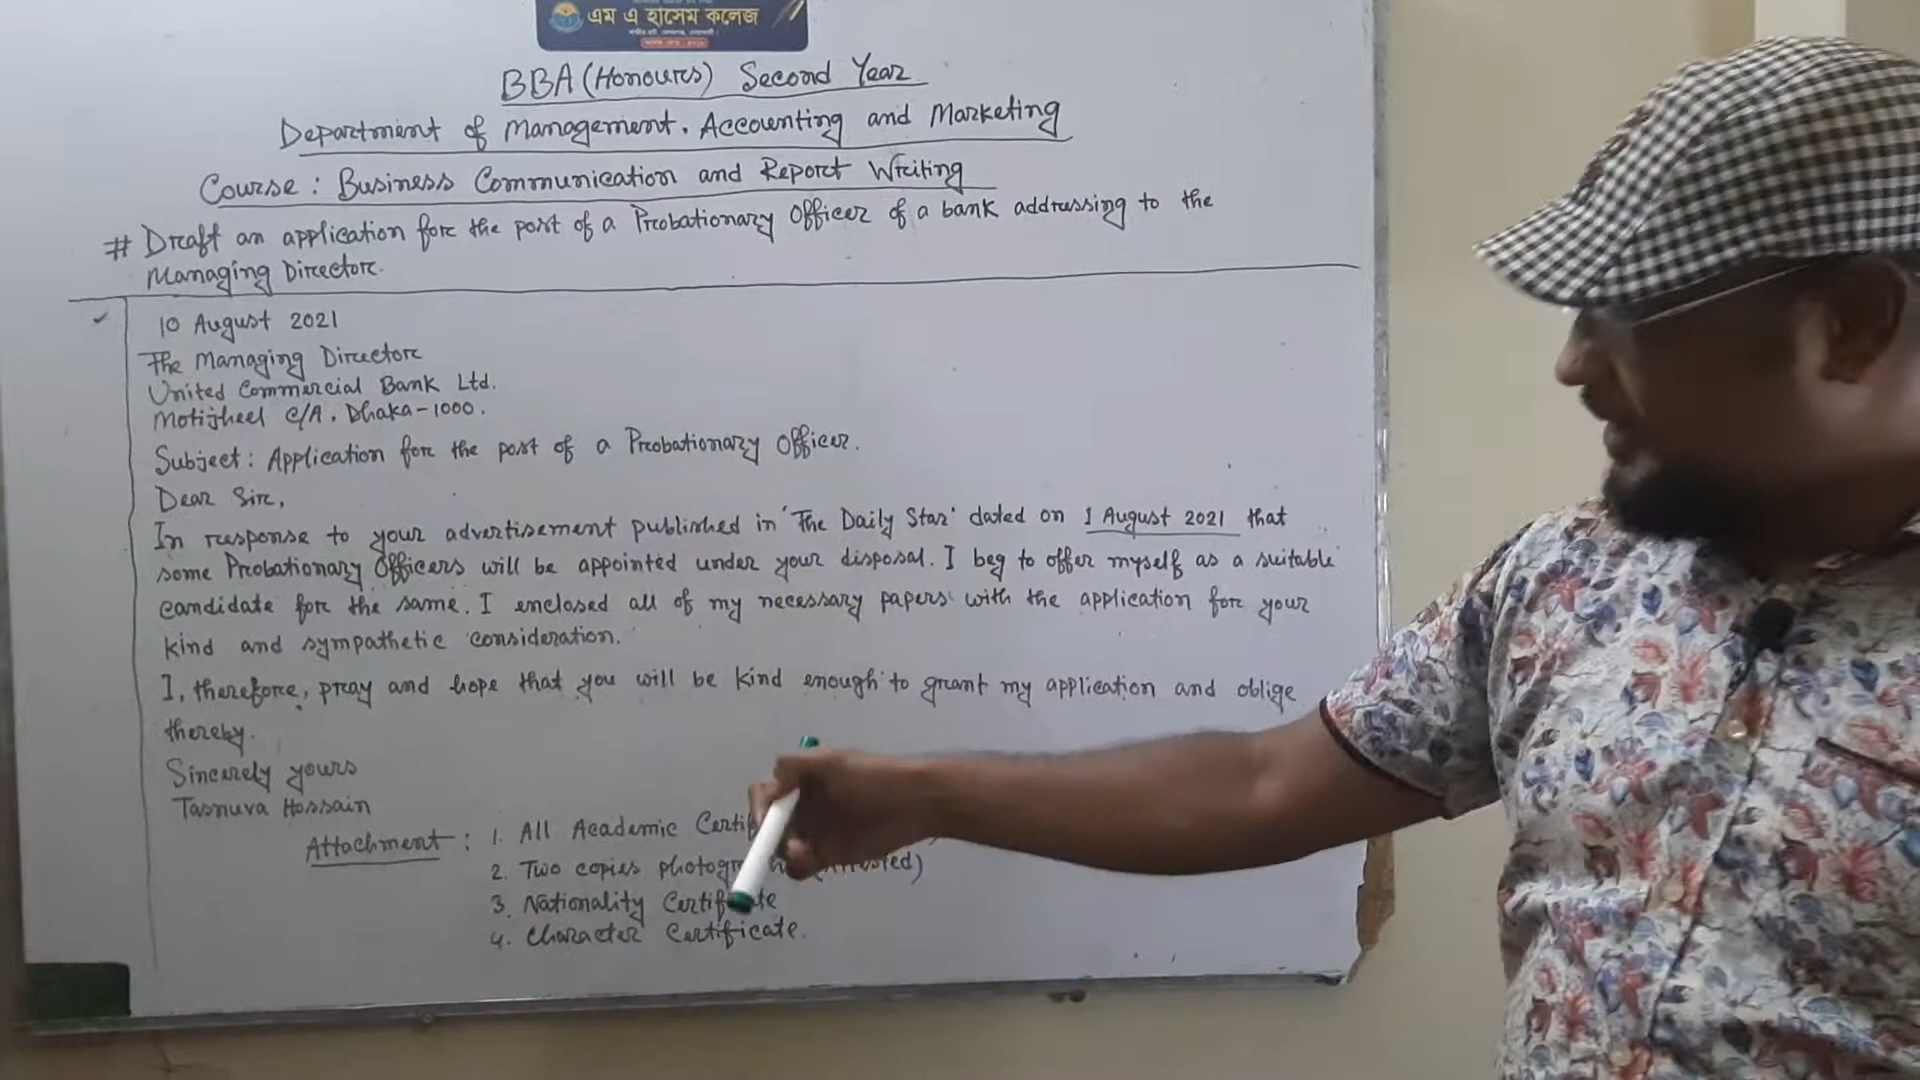 এম এ হাসেম কলেজ
BBA (Honours) Second Year
Department of Management, Accounting and Marketing
Course: Business Communication and Report Writing
# Draft an application for the post of a Probationary Officer of a bank addressing to the
Managing Director.
10 August 2021
The Managing Director
United Commercial Bank Ltd.
Motijheel C/A, Dhaka-1000.
Subject: Application for the post of a Probationary Officer.
Dear Sir,
In response to your advertisement published in 'The Daily Star' dated on 1 August 2021 that
some Probationary Officers will be appointed under your disposal. I beg to offer myself as a suitable
candidate for the same. I enclosed all of my necessary papers with the application for your
kind and sympathetic consideration.
I, therefore, pray and hope that you will be kind enough to grant my application and oblige
thereby.
Sincerely yours
Tasnuva Hossain
Attachment: 1. All Academic
2. Two copies
3. Nationality Certificate
4. Character Certificate.